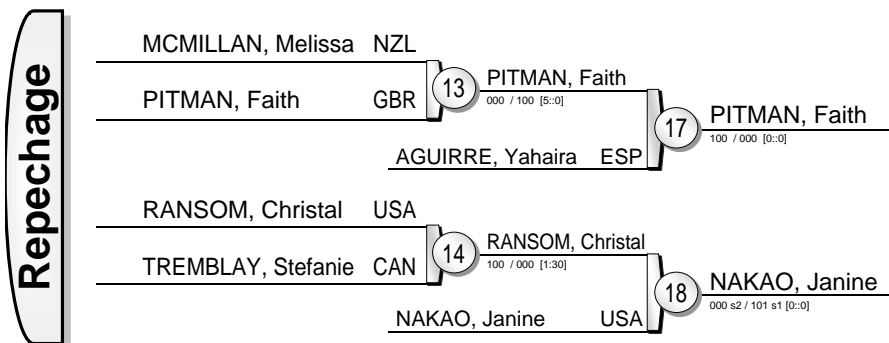 Repechage
MCMILLAN, Melissa NZL
PITMAN, Faith GBR
13
PITMAN, Faith
000 / 100 [5::0]
AGUIRRE, Yahaira ESP
17
PITMAN, Faith
100 / 000 [0::0]
RANSOM, Christal USA
TREMBLAY, Stefanie CAN
14
RANSOM, Christal
100 / 000 [1:30]
NAKAO, Janine USA
18
NAKAO, Janine
000 s2 / 101 s1 [0::0]